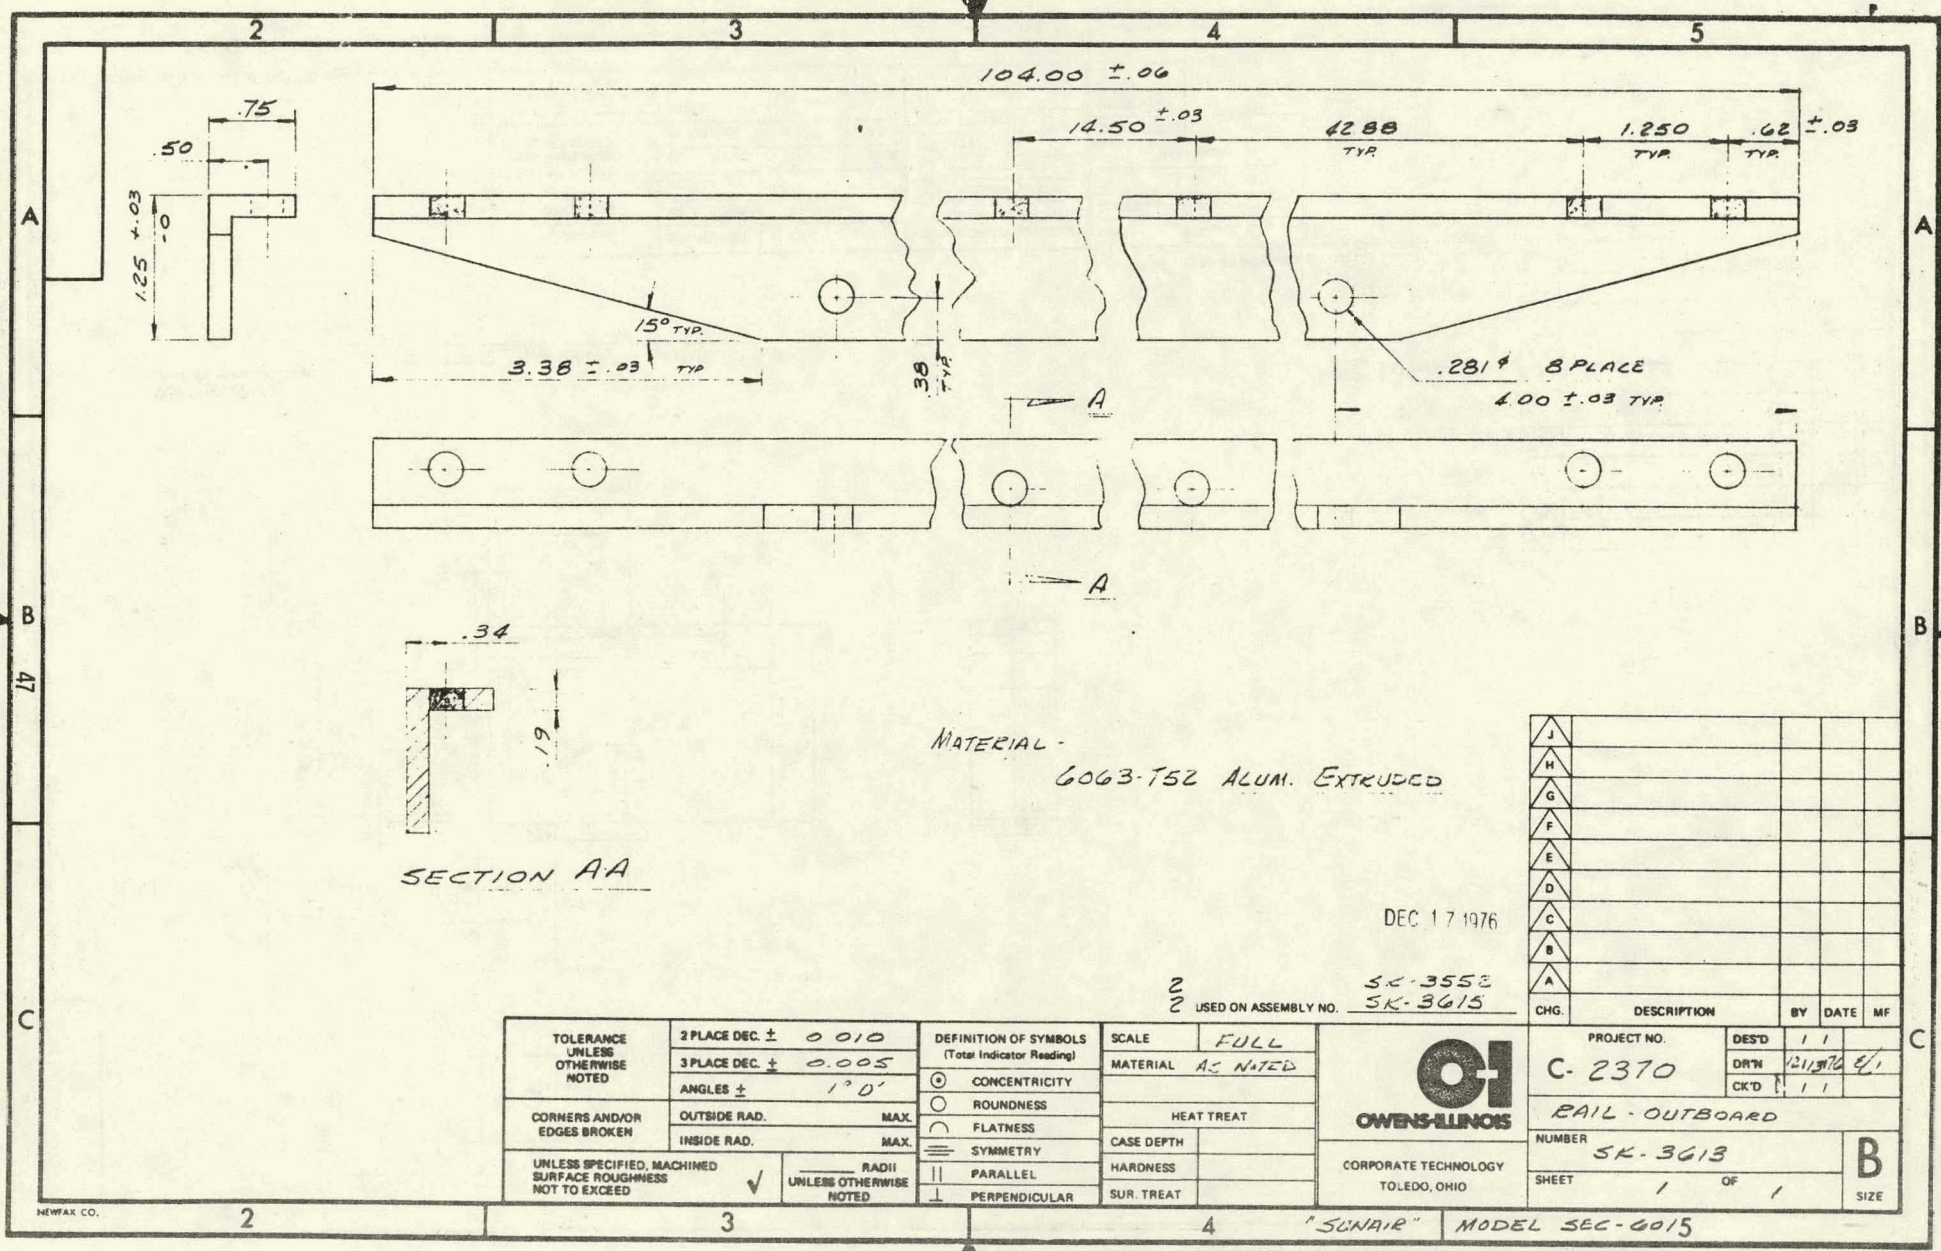 2 3 4 5
104.00 ±.06
.75
14.50 ±.03
42.88 TYP.
1.250 TYP.
.62 ±.03 TYP.
.50
1.25 +.03 -0
A
A
15° TYP.
3.38 ±.03 TYP
.38 TYP.
.281φ 8 PLACE
4.00 ±.03 TYP.
A
A
B
B
47
.34
.19
MATERIAL -
6063-T52 ALUM. EXTRUDED
SECTION A-A
DEC 17 1976
2
2 USED ON ASSEMBLY NO. SK-3615
J
H
G
F
E
D
C
B
A
CHG. DESCRIPTION BY DATE MF
C
C
TOLERANCE UNLESS OTHERWISE NOTED
2 PLACE DEC. ± 0.010
3 PLACE DEC. ± 0.005
ANGLES ± 1° 0'
CORNERS AND/OR EDGES BROKEN
OUTSIDE RAD. MAX.
INSIDE RAD. MAX.
UNLESS SPECIFIED, MACHINED
SURFACE ROUGHNESS
NOT TO EXCEED
RADII
UNLESS OTHERWISE
NOTED
DEFINITION OF SYMBOLS
(Total Indicator Reading)
CONCENTRICITY
ROUNDNESS
FLATNESS
SYMMETRY
PARALLEL
PERPENDICULAR
SCALE FULL
MATERIAL AS NOTED
HEAT TREAT
CASE DEPTH
HARDNESS
SUR. TREAT
OWENS-ILLINOIS
CORPORATE TECHNOLOGY
TOLEDO, OHIO
PROJECT NO.
C-2370
DES'D / /
DR'N
CK'D / /
RAIL - OUTBOARD
NUMBER SK-3613
SHEET 1 OF 1
B
SIZE
NEWFAX CO.
2 3 4
"SUNAIR" MODEL SEC-6015